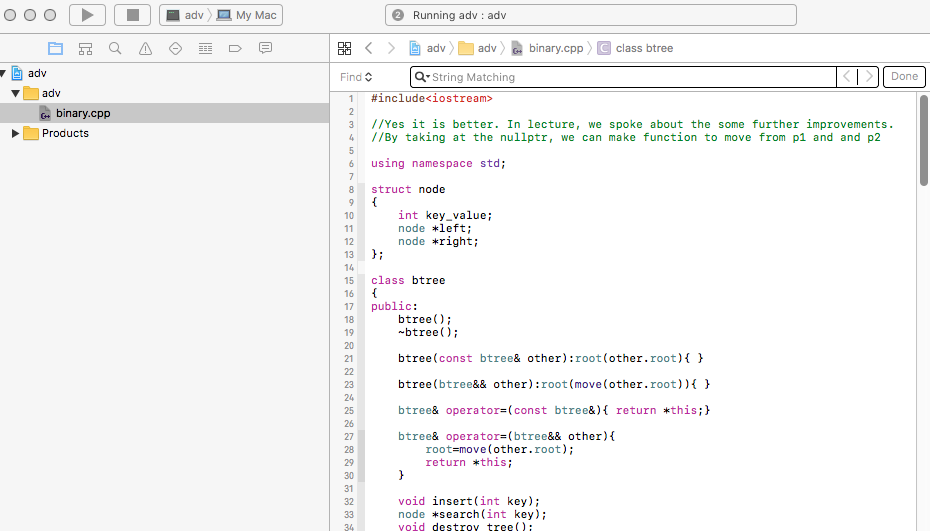 adv My Mac
2 Running adv : adv
adv adv binary.cpp C class btree
adv
adv
binary.cpp
Products
Find String Matching Done
1 #include<iostream>
2
3 //Yes it is better. In lecture, we spoke about the some further improvements.
4 //By taking at the nullptr, we can make function to move from p1 and and p2
5
6 using namespace std;
7
8 struct node
9 {
10 int key_value;
11 node *left;
12 node *right;
13 };
14
15 class btree
16 {
17 public:
18 btree();
19 ~btree();
20
21 btree(const btree& other):root(other.root){ }
22
23 btree(btree&& other):root(move(other.root)){ }
24
25 btree& operator=(const btree&){ return *this;}
26
27 btree& operator=(btree&& other){
28 root=move(other.root);
29 return *this;
30 }
31
32 void insert(int key);
33 node *search(int key);
34 void destroy_tree();